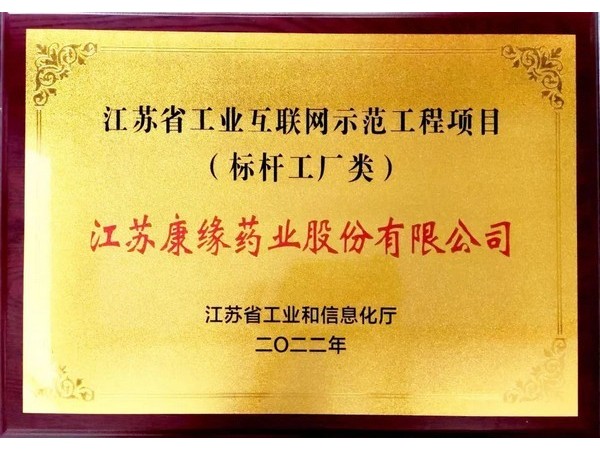 江苏省工业互联网示范工程项目
（标杆工厂类）
江苏康缘药业股份有限公司
江苏省工业和信息化厅
二〇二二年